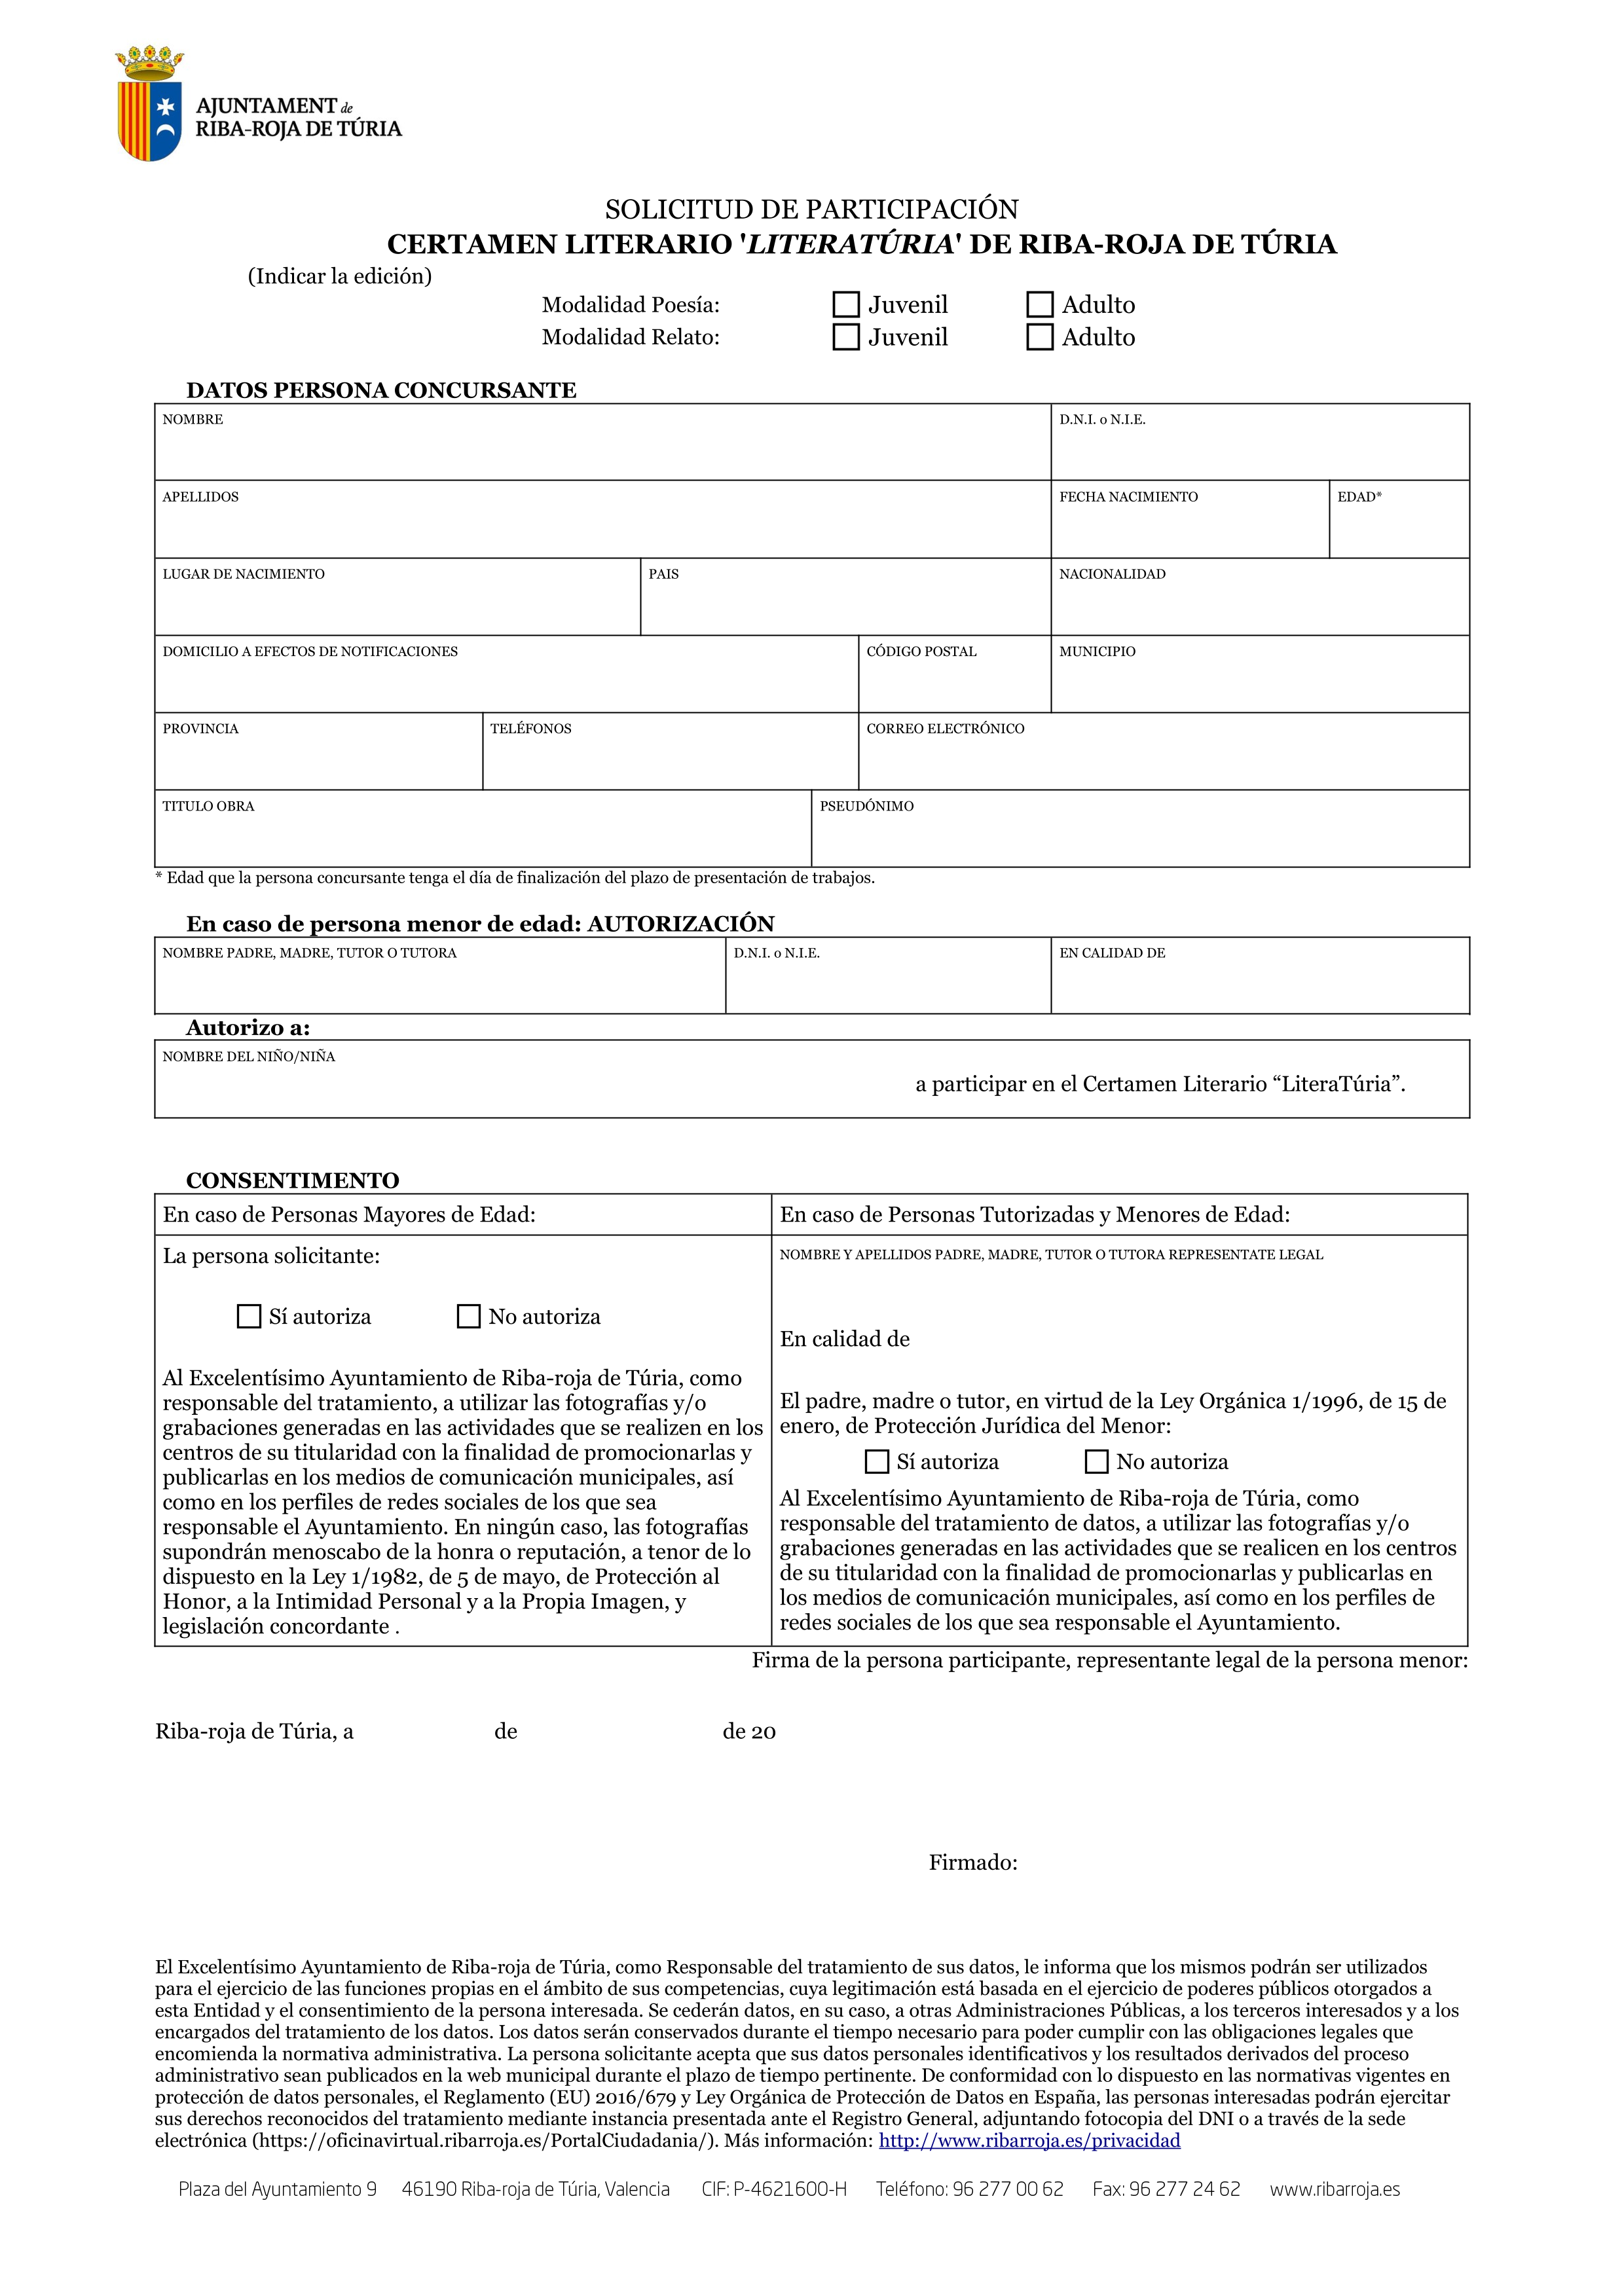 AJUNTAMENT de
RIBA-ROJA DE TÚRIA
SOLICITUD DE PARTICIPACIÓN
CERTAMEN LITERARIO 'LITERATÚRIA' DE RIBA-ROJA DE TÚRIA
(Indicar la edición)
Modalidad Poesía: Juvenil Adulto
Modalidad Relato: Juvenil Adulto
DATOS PERSONA CONCURSANTE
NOMBRE D.N.I. o N.I.E.
APELLIDOS FECHA NACIMIENTO EDAD*
LUGAR DE NACIMIENTO PAIS NACIONALIDAD
DOMICILIO A EFECTOS DE NOTIFICACIONES CÓDIGO POSTAL MUNICIPIO
PROVINCIA TELÉFONOS CORREO ELECTRÓNICO
TITULO OBRA PSEUDÓNIMO
* Edad que la persona concursante tenga el día de finalización del plazo de presentación de trabajos.
En caso de persona menor de edad: AUTORIZACIÓN
NOMBRE PADRE, MADRE, TUTOR O TUTORA D.N.I. o N.I.E. EN CALIDAD DE
Autorizo a:
NOMBRE DEL NIÑO/NIÑA
a participar en el Certamen Literario “LiteraTúria”.
CONSENTIMENTO
En caso de Personas Mayores de Edad:
La persona solicitante:
Sí autoriza No autoriza
Al Excelentísimo Ayuntamiento de Riba-roja de Túria, como
responsable del tratamiento, a utilizar las fotografías y/o
grabaciones generadas en las actividades que se realizen en los
centros de su titularidad con la finalidad de promocionarlas y
publicarlas en los medios de comunicación municipales, así
como en los perfiles de redes sociales de los que sea
responsable el Ayuntamiento. En ningún caso, las fotografías
supondrán menoscabo de la honra o reputación, a tenor de lo
dispuesto en la Ley 1/1982, de 5 de mayo, de Protección al
Honor, a la Intimidad Personal y a la Propia Imagen, y
legislación concordante .
En caso de Personas Tutorizadas y Menores de Edad:
NOMBRE Y APELLIDOS PADRE, MADRE, TUTOR O TUTORA REPRESENTATE LEGAL
En calidad de
El padre, madre o tutor, en virtud de la Ley Orgánica 1/1996, de 15 de
enero, de Protección Jurídica del Menor:
Sí autoriza No autoriza
Al Excelentísimo Ayuntamiento de Riba-roja de Túria, como
responsable del tratamiento de datos, a utilizar las fotografías y/o
grabaciones generadas en las actividades que se realicen en los centros
de su titularidad con la finalidad de promocionarlas y publicarlas en
los medios de comunicación municipales, así como en los perfiles de
redes sociales de los que sea responsable el Ayuntamiento.
Firma de la persona participante, representante legal de la persona menor:
Riba-roja de Túria, a de de 20
Firmado:
El Excelentísimo Ayuntamiento de Riba-roja de Túria, como Responsable del tratamiento de sus datos, le informa que los mismos podrán ser utilizados
para el ejercicio de las funciones propias en el ámbito de sus competencias, cuya legitimación está basada en el ejercicio de poderes públicos otorgados a
esta Entidad y el consentimiento de la persona interesada. Se cederán datos, en su caso, a otras Administraciones Públicas, a los terceros interesados y a los
encargados del tratamiento de los datos. Los datos serán conservados durante el tiempo necesario para poder cumplir con las obligaciones legales que
encomienda la normativa administrativa. La persona solicitante acepta que sus datos personales identificativos y los resultados derivados del proceso
administrativo sean publicados en la web municipal durante el plazo de tiempo pertinente. De conformidad con lo dispuesto en las normativas vigentes en
protección de datos personales, el Reglamento (EU) 2016/679 y Ley Orgánica de Protección de Datos en España, las personas interesadas podrán ejercitar
sus derechos reconocidos del tratamiento mediante instancia presentada ante el Registro General, adjuntando fotocopia del DNI o a través de la sede
electrónica (https://oficinavirtual.ribarroja.es/PortalCiudadania/). Más información: http://www.ribarroja.es/privacidad
Plaza del Ayuntamiento 9 46190 Riba-roja de Túria, Valencia CIF: P-4621600-H Teléfono: 96 277 00 62 Fax: 96 277 24 62 www.ribarroja.es